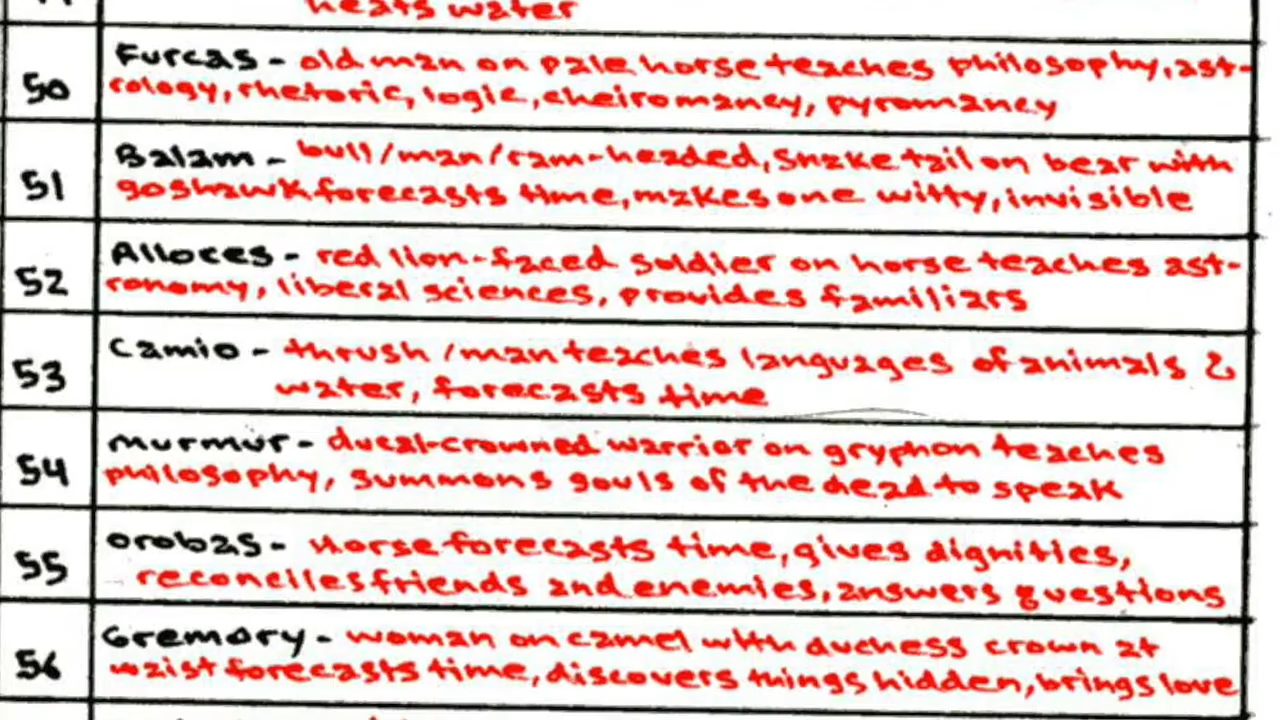 heats water
50 Furcas - old man on pale horse teaches philosophy, ast-
rology, rhetoric, logic, cheiromancy, pyromancy
51 Balam - bull/man/ram-headed, snake tail on bear with
goshawk forecasts time, makes one witty, invisible
52 Alloces - red lion-faced soldier on horse teaches ast-
ronomy, liberal sciences, provides familiars
53 Camio - thrush/man teaches languages of animals &
water, forecasts time
54 Murmur - ducal-crowned warrior on gryphon teaches
philosophy, summons souls of the dead to speak
55 Orobas - Horse forecasts time, gives dignities,
reconciles friends and enemies, answers questions
56 Gremory - woman on camel with duchess crown at
waist forecasts time, discovers things hidden, brings love